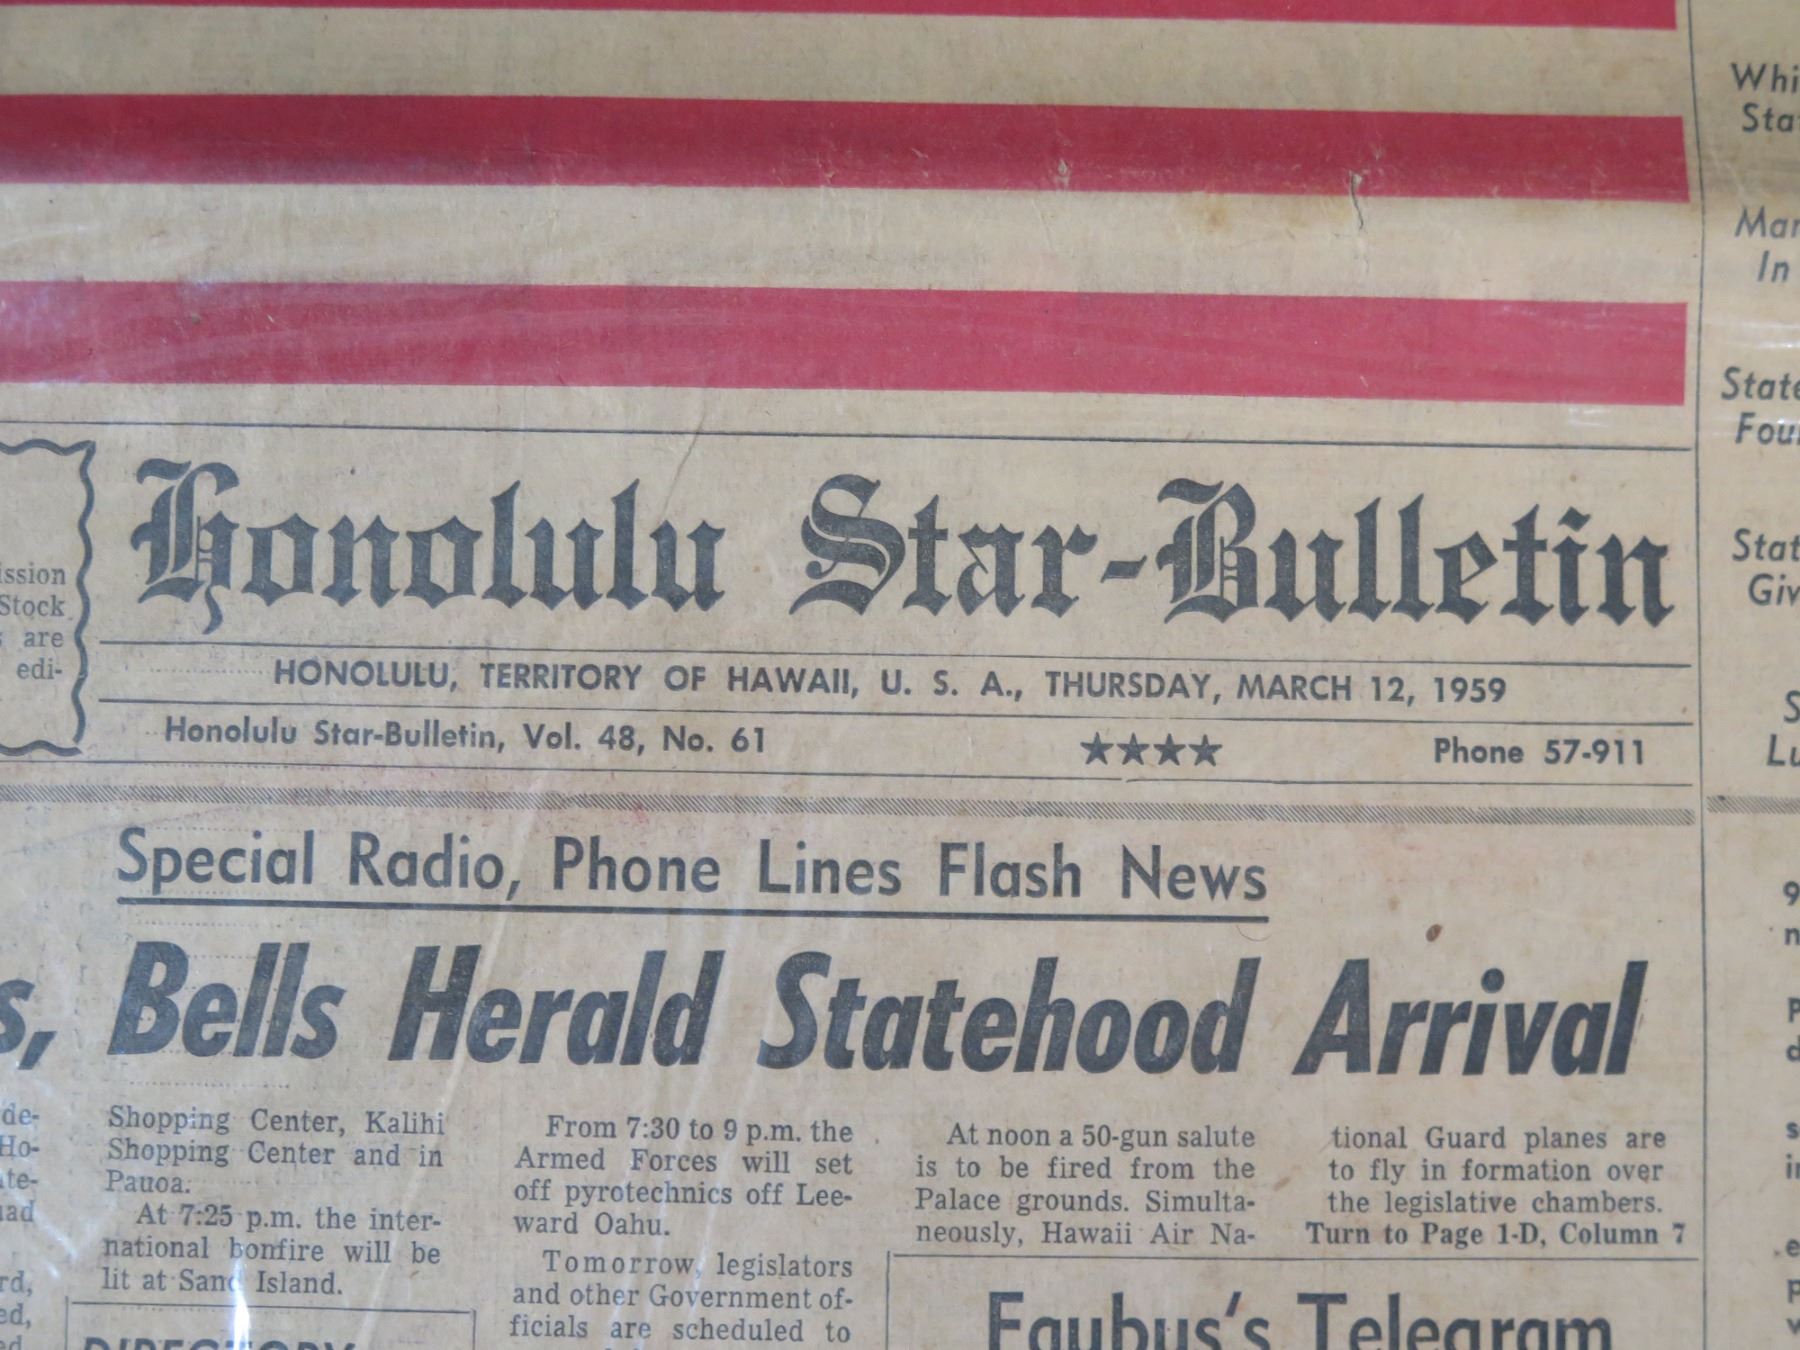 Honolulu Star-Bulletin
HONOLULU, TERRITORY OF HAWAII, U. S. A., THURSDAY, MARCH 12, 1959
Honolulu Star-Bulletin, Vol. 48, No. 61 ★★★★ Phone 57-911
Stock
are
edi-
Special Radio, Phone Lines Flash News
Bells Herald Statehood Arrival
de-
Ho-
Shopping Center, Kalihi
Shopping Center and in
Pauoa.
At 7:25 p.m. the inter-
national bonfire will be
lit at Sand Island.
DIRECTORY
From 7:30 to 9 p.m. the
Armed Forces will set
off pyrotechnics off Lee-
ward Oahu.
Tomorrow, legislators
and other Government of-
ficials are scheduled to
At noon a 50-gun salute
is to be fired from the
Palace grounds. Simulta-
neously, Hawaii Air Na-
tional Guard planes are
to fly in formation over
the legislative chambers.
Turn to Page 1-D, Column 7
Faubus's Telegram
In